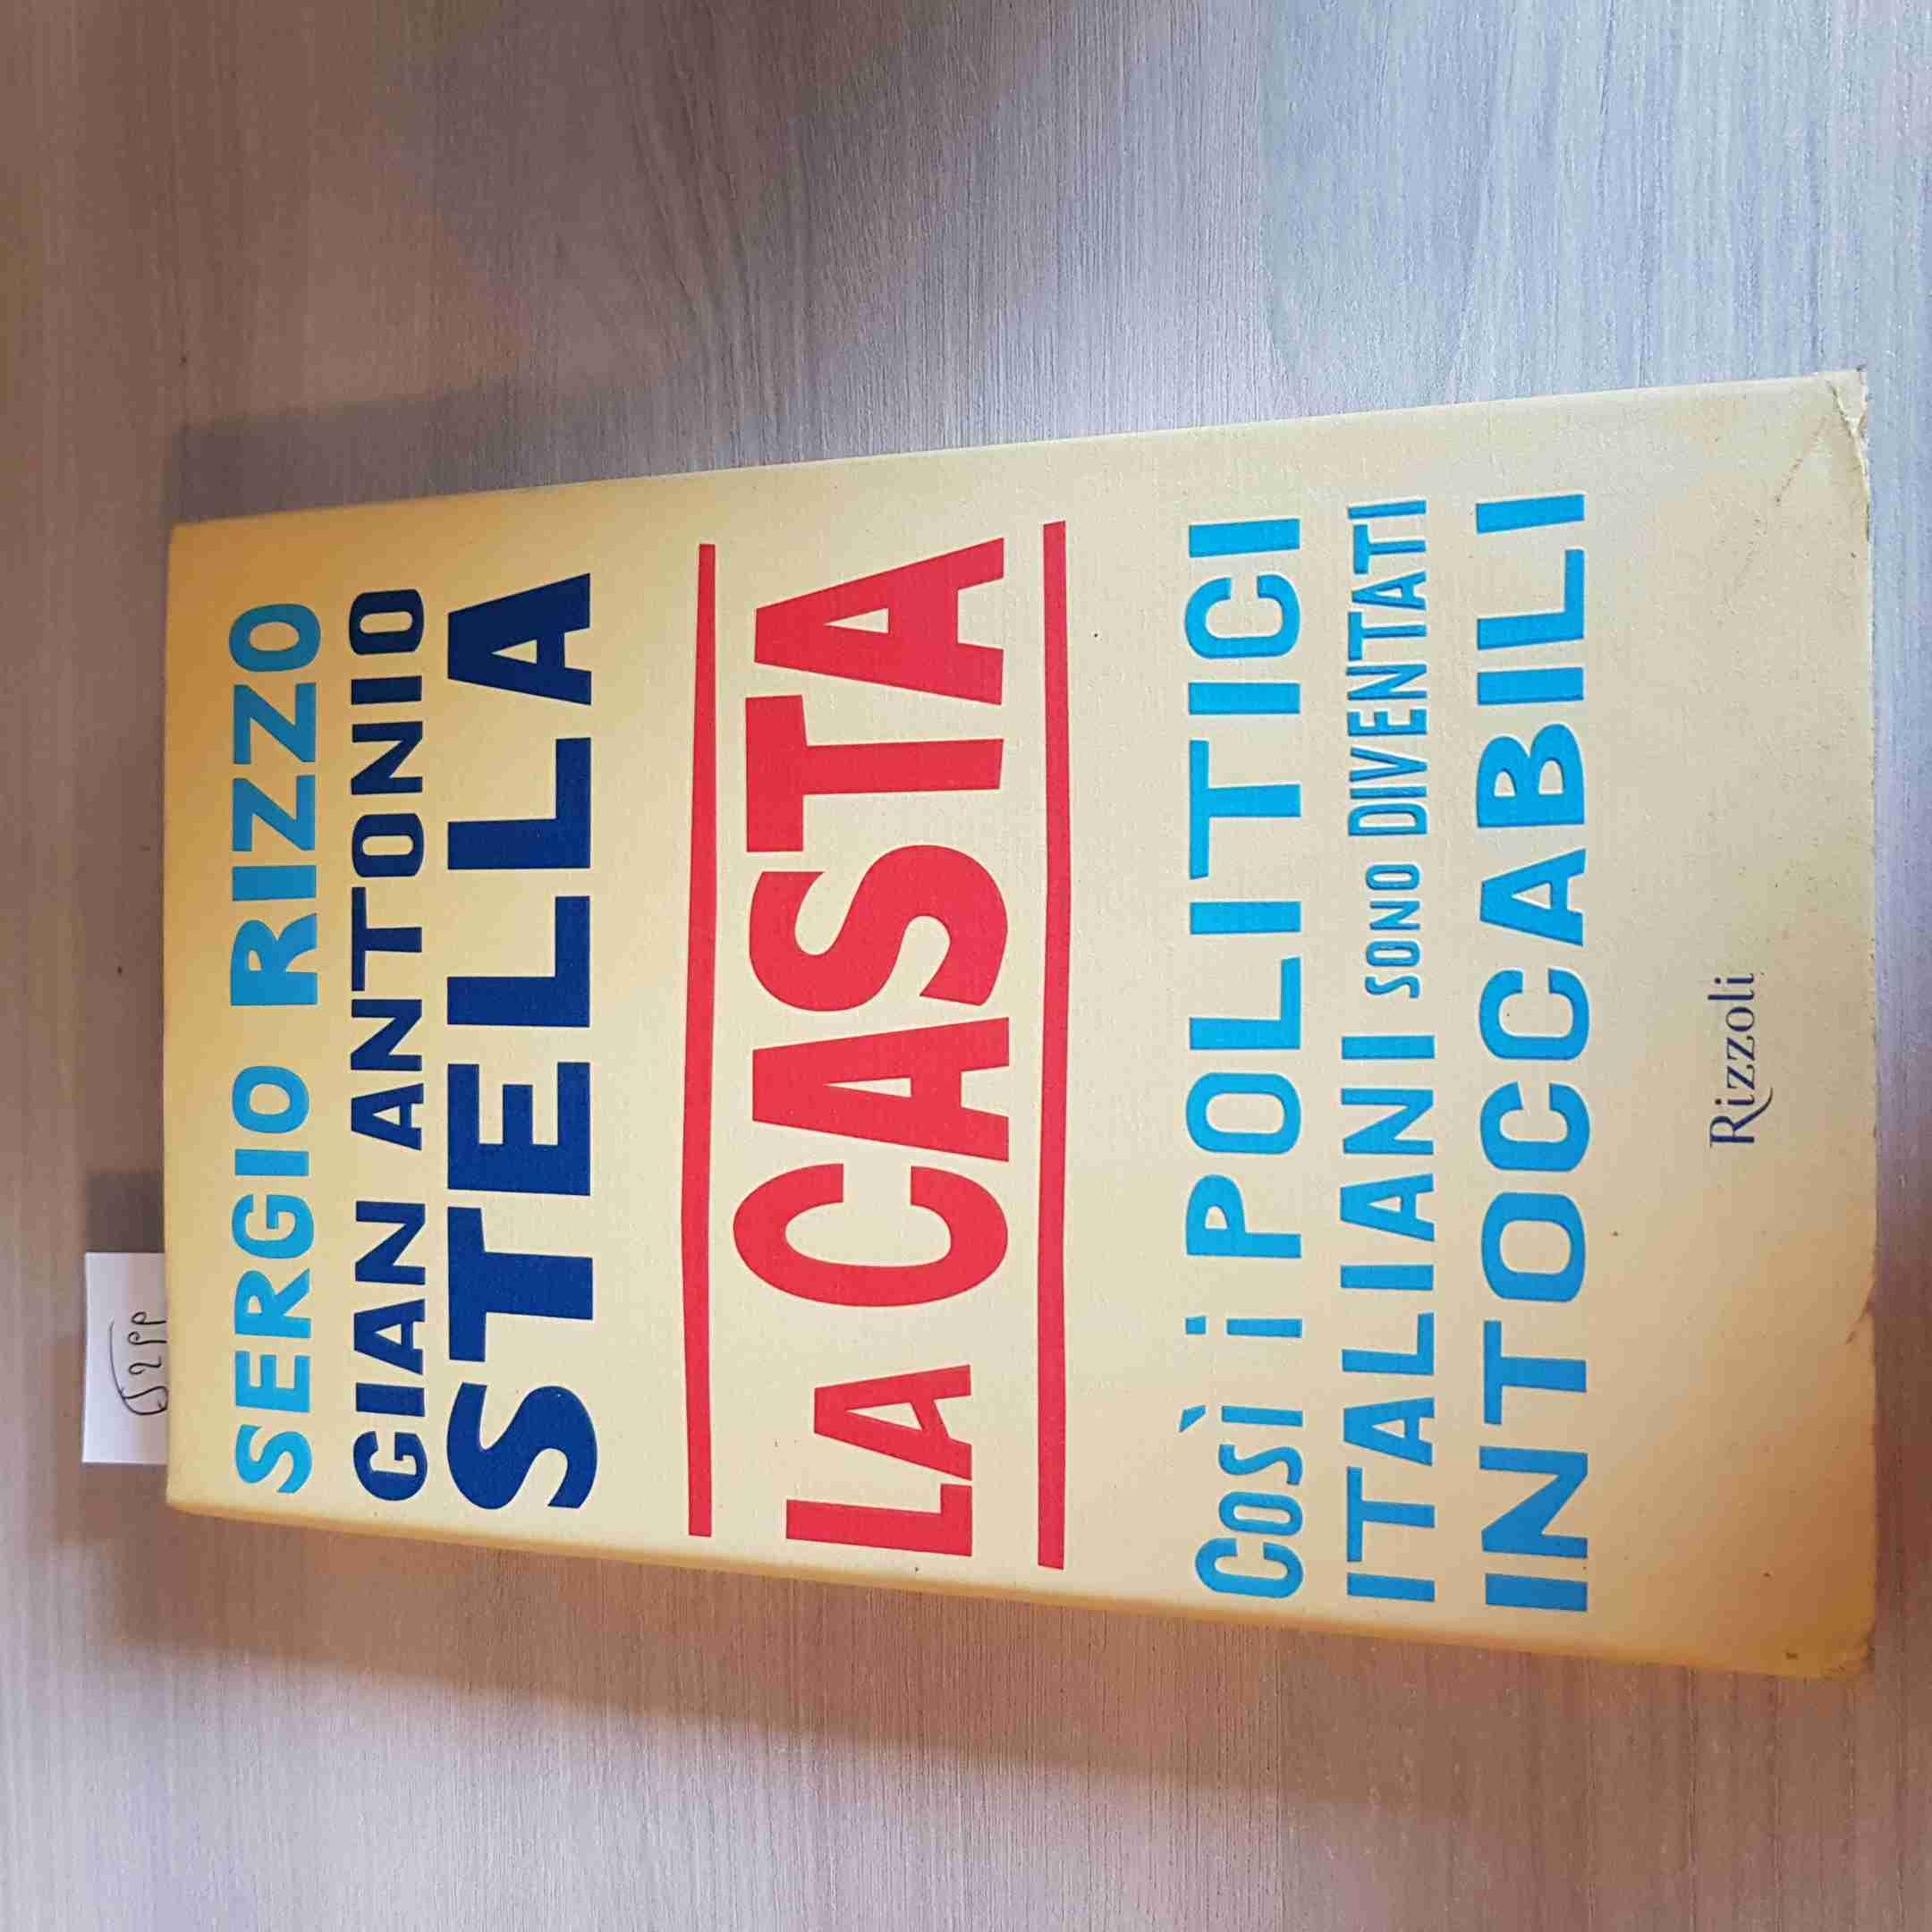 SERGIO RIZZO
GIAN ANTONIO
STELLA
LA CASTA
Così i POLITICI
ITALIANI SONO DIVENTATI
INTOCCABILI
Rizzoli